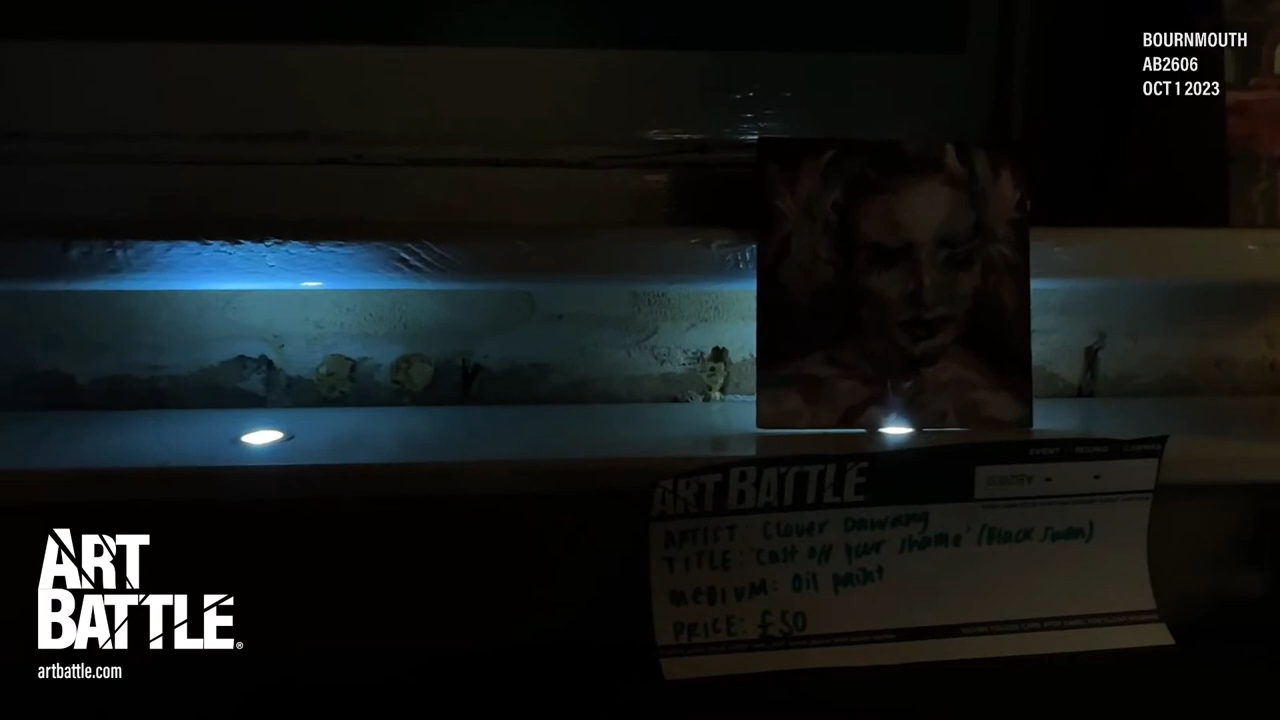 BOURNMOUTH
AB2606
OCT 1 2023
ART BATTLE
ARTIST: Clover
TITLE: 'Cast off your shame' (Black Swan)
MEDIUM: Oil paint
PRICE: £50
ART
BATTLE®
artbattle.com